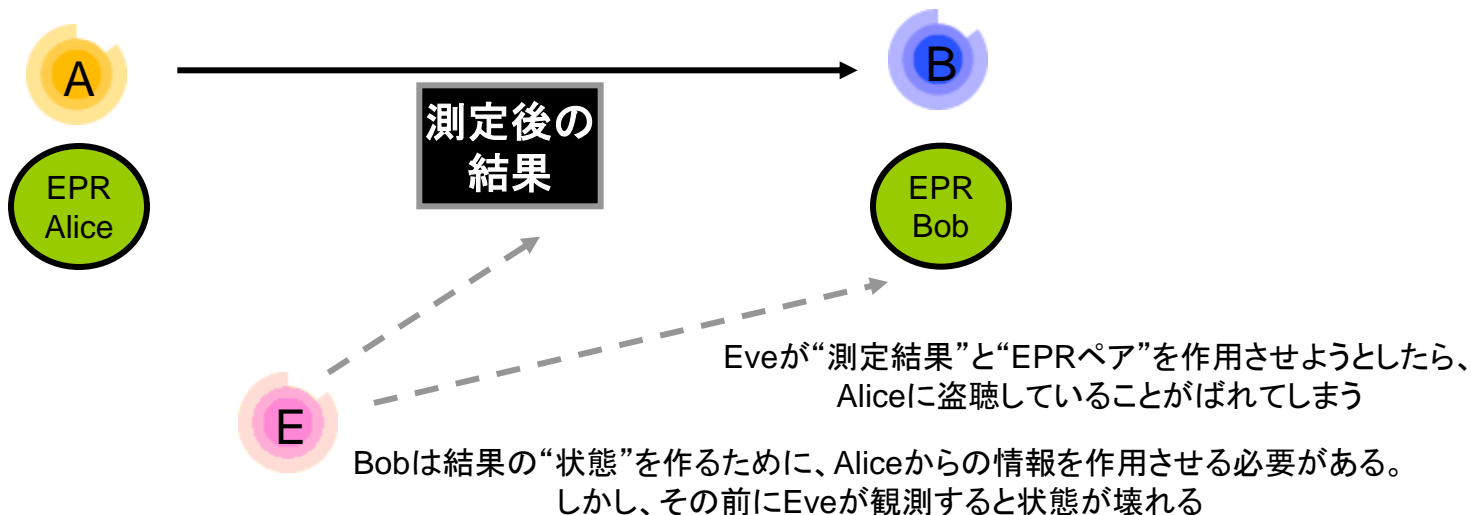 A
B
測定後の
結果
EPR
Alice
EPR
Bob
E
Eveが“測定結果”と“EPRペア”を作用させようとしたら、
Aliceに盗聴していることがばれてしまう
Bobは結果の“状態”を作るために、Aliceからの情報を作用させる必要がある。
しかし、その前にEveが観測すると状態が壊れる